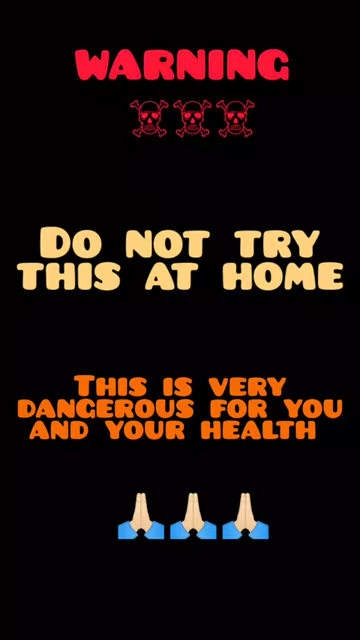 WARNING
☠☠☠
DO NOT TRY
THIS AT HOME
THIS IS VERY
DANGEROUS FOR YOU
AND YOUR HEALTH
🙏🏻🙏🏻🙏🏻